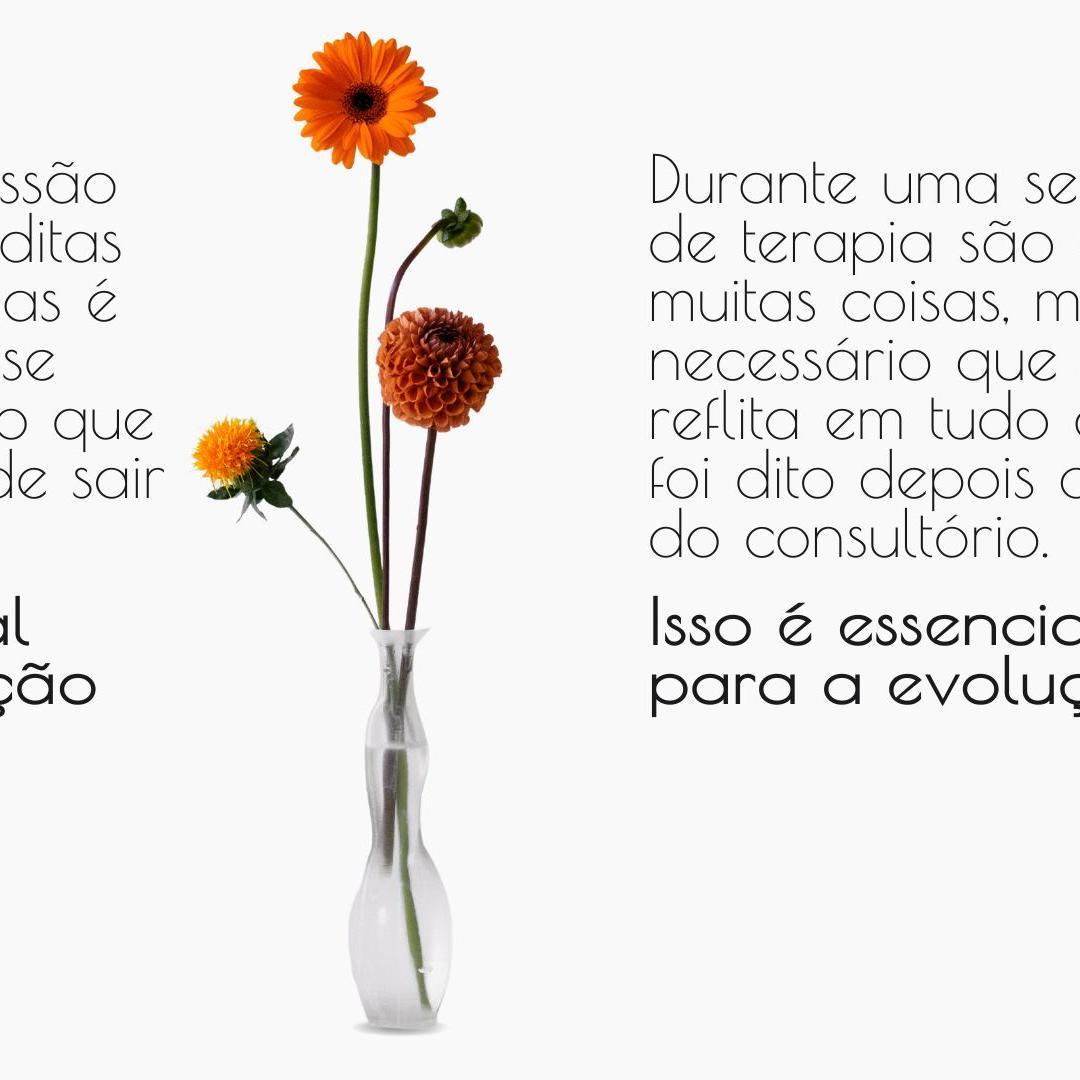 ssão
ditas
as é
se
o que
de sair
al
ção
Durante uma se
de terapia são
muitas coisas, m
necessário que
reflita em tudo
foi dito depois
do consultório.
Isso é essencia
para a evoluç